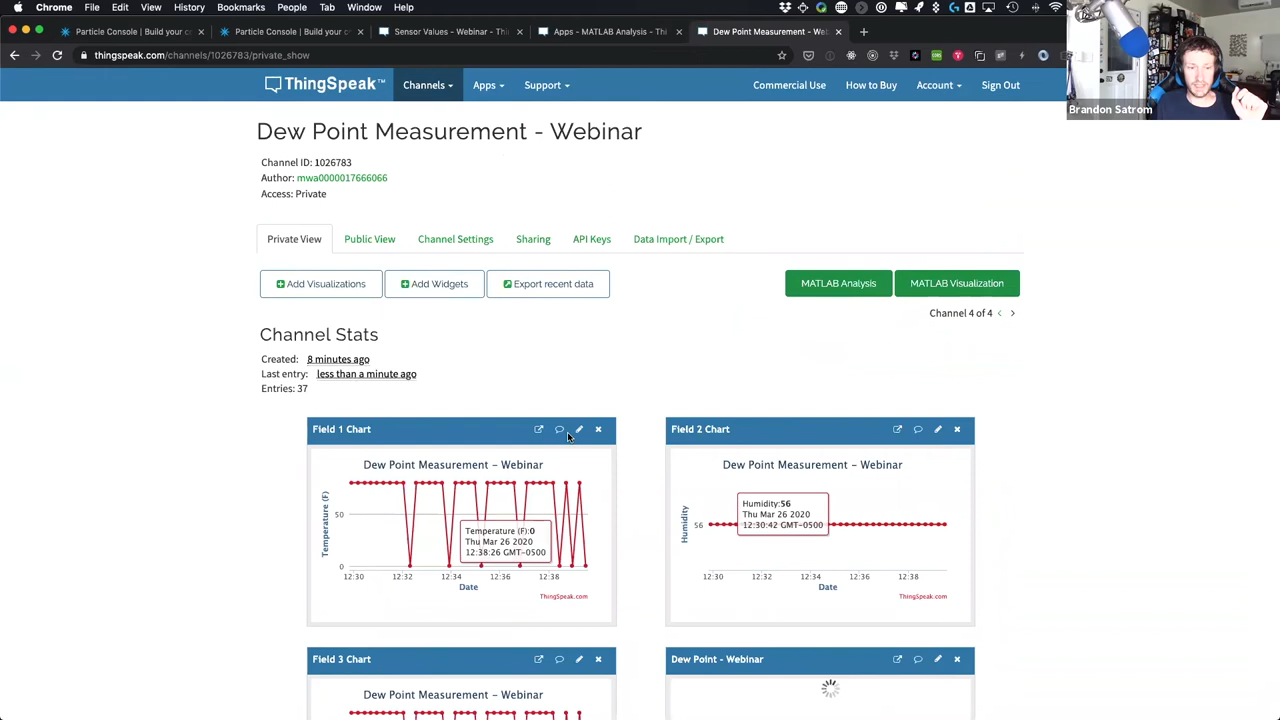 Chrome File Edit View History Bookmarks People Tab Window Help
Particle Console | Build your co
Particle Console | Build your co
Sensor Values - Webinar - Thi
Apps - MATLAB Analysis - Thi
Dew Point Measurement - Web
thingspeak.com/channels/1026783/private_show
Brandon Satrom
ThingSpeak™
Channels
Apps
Support
Commercial Use
How to Buy
Account
Sign Out
Dew Point Measurement - Webinar
Channel ID: 1026783
Author: mwa0000017666066
Access: Private
Private View
Public View
Channel Settings
Sharing
API Keys
Data Import / Export
Add Visualizations
Add Widgets
Export recent data
MATLAB Analysis
MATLAB Visualization
Channel 4 of 4 < >
Channel Stats
Created: 8 minutes ago
Last entry: less than a minute ago
Entries: 37
Field 1 Chart
Dew Point Measurement - Webinar
Temperature (F)
50
0
Temperature (F):0
Thu Mar 26 2020
12:38:26 GMT-0500
12:30 12:32 12:34 12:36 12:38
Date
ThingSpeak.com
Field 2 Chart
Dew Point Measurement - Webinar
Humidity
56
Humidity:56
Thu Mar 26 2020
12:30:42 GMT-0500
12:30 12:32 12:34 12:36 12:38
Date
ThingSpeak.com
Field 3 Chart
Dew Point Measurement - Webinar
Dew Point - Webinar